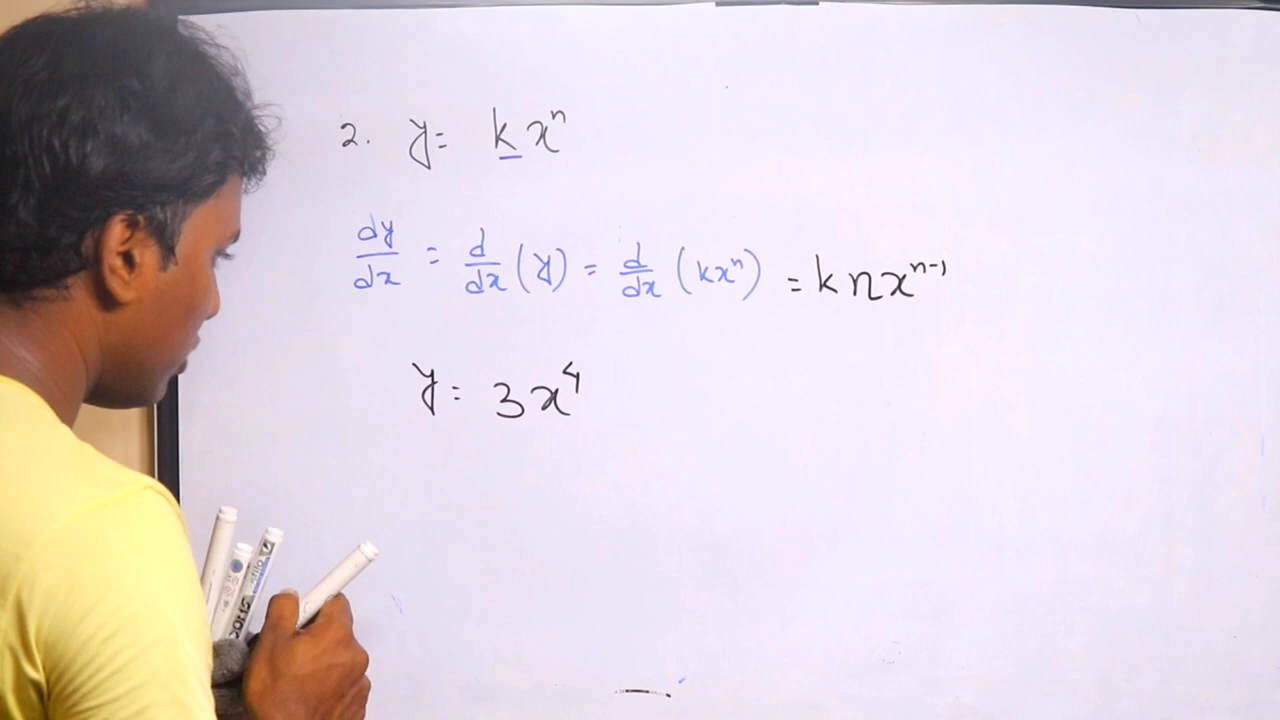 2. y = kxⁿ
dy/dx = d/dx (y) = d/dx (kxⁿ) = knxⁿ⁻¹
y = 3x⁴